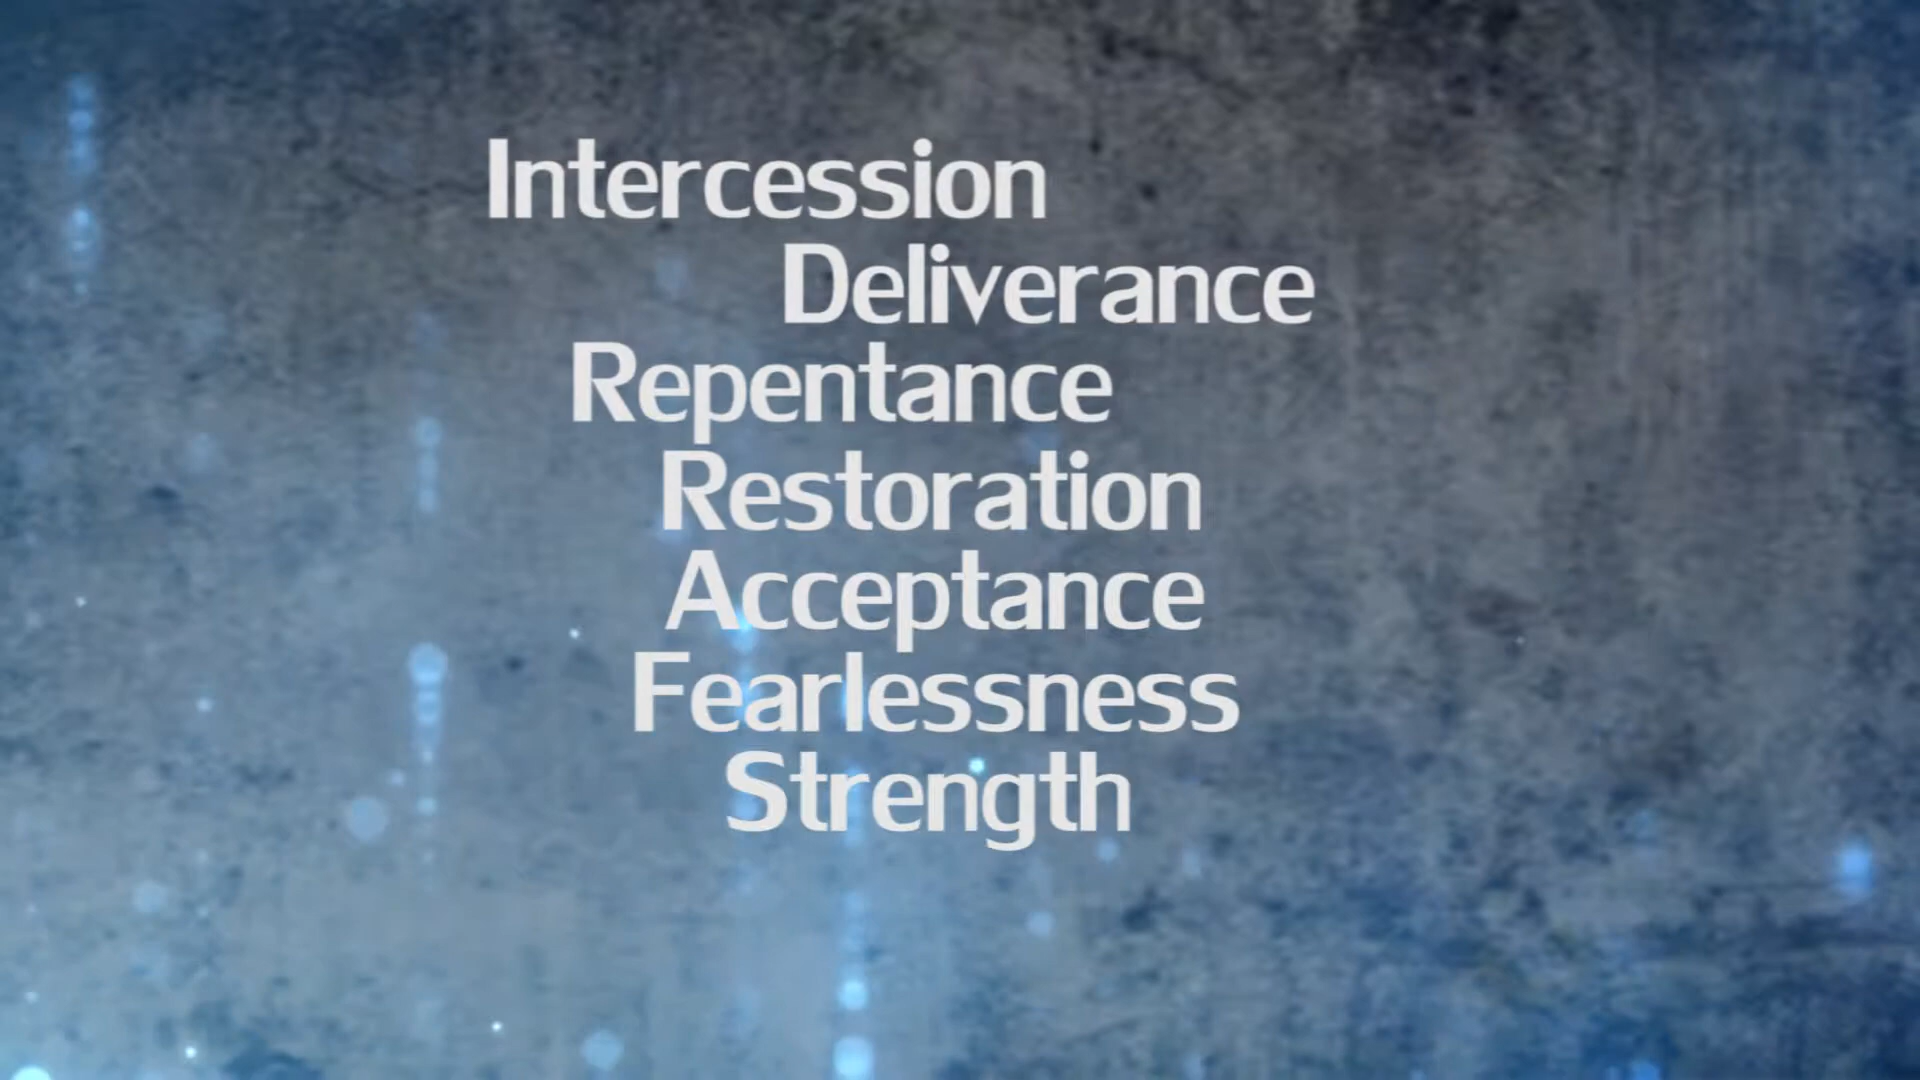 Intercession
Deliverance
Repentance
Restoration
Acceptance
Fearlessness
Strength